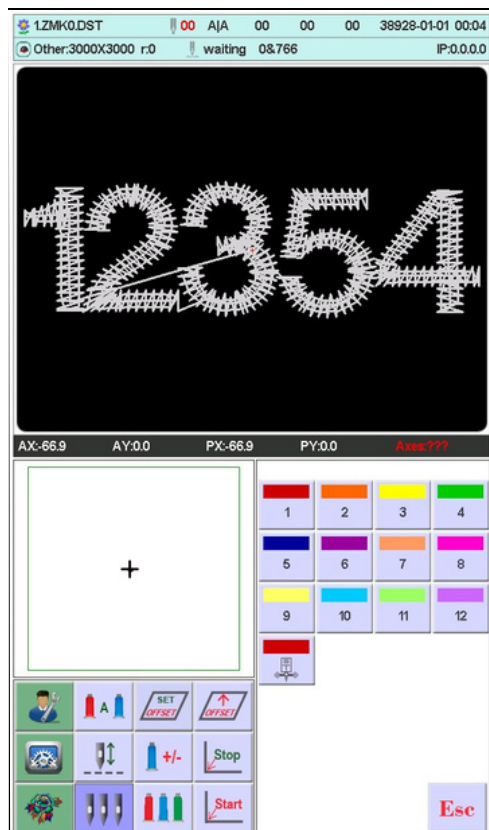 1.ZMK0.DST 00 A|A 00 00 00 38928-01-01 00:04
Other:3000X3000 r:0 waiting 0&766 IP:0.0.0.0
12354
AX:-66.9 AY:0.0 PX:-66.9 PY:0.0 Axes:???
1 2 3 4
5 6 7 8
9 10 11 12
A SET OFFSET OFFSET
+/- Stop
Start
Esc